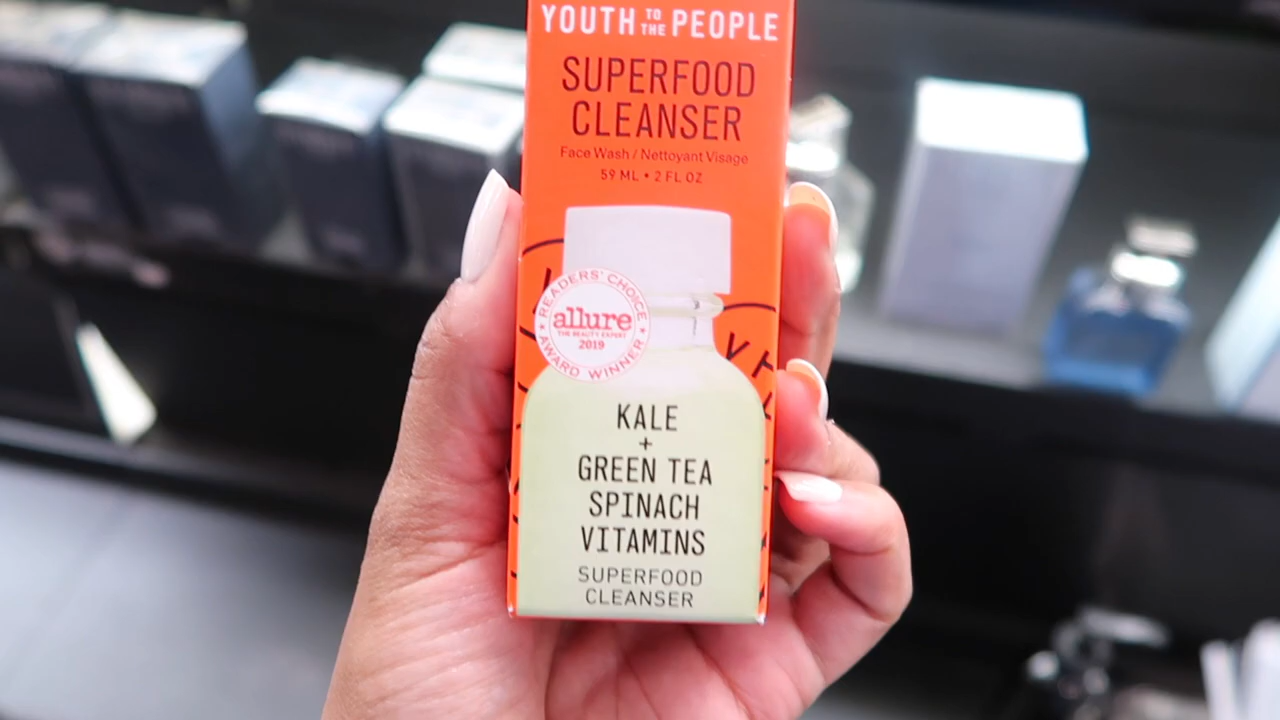 YOUTH TO THE PEOPLE
SUPERFOOD
CLEANSER
Face Wash / Nettoyant Visage
59 ML • 2 FL OZ
READERS' CHOICE
allure
THE BEAUTY EXPERT
2019
AWARD WINNER
KALE
+
GREEN TEA
SPINACH
VITAMINS
SUPERFOOD
CLEANSER